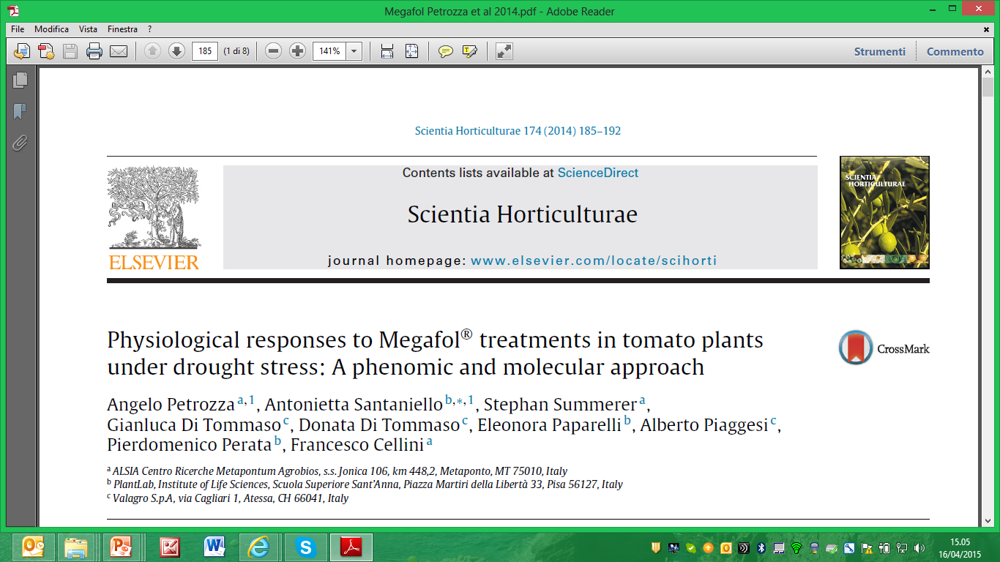 Megafol Petrozza et al 2014.pdf - Adobe Reader
File Modifica Vista Finestra ?
185 (1 di 8) 141% Strumenti Commento
Scientia Horticulturae 174 (2014) 185–192
Contents lists available at ScienceDirect
Scientia Horticulturae
journal homepage: www.elsevier.com/locate/scihorti
ELSEVIER
SCIENTIA
HORTICULTURAE
Physiological responses to Megafol® treatments in tomato plants
under drought stress: A phenomic and molecular approach
CrossMark
Angelo Petrozza a,1, Antonietta Santaniello b,∗,1, Stephan Summerer a,
Gianluca Di Tommaso c, Donata Di Tommaso c, Eleonora Paparelli b, Alberto Piaggesi c,
Pierdomenico Perata b, Francesco Cellini a
a ALSIA Centro Ricerche Metapontum Agrobios, s.s. Jonica 106, km 448,2, Metaponto, MT 75010, Italy
b PlantLab, Institute of Life Sciences, Scuola Superiore Sant'Anna, Piazza Martiri della Libertà 33, Pisa 56127, Italy
c Valagro S.p.A, via Cagliari 1, Atessa, CH 66041, Italy
15.05
16/04/2015